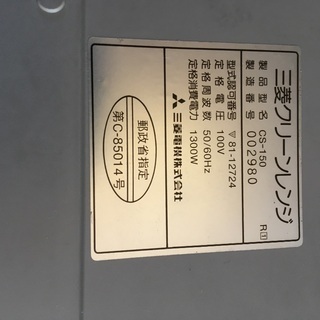 三菱クリーンレンジ R①
製品型名 CS-150
製造番号 002980
型式認可番号 ▽81-12724
定格電圧 100V
定格周波数 50/60Hz
定格消費電力 1300W
三菱電機株式会社
郵政省指定
第C-85014号